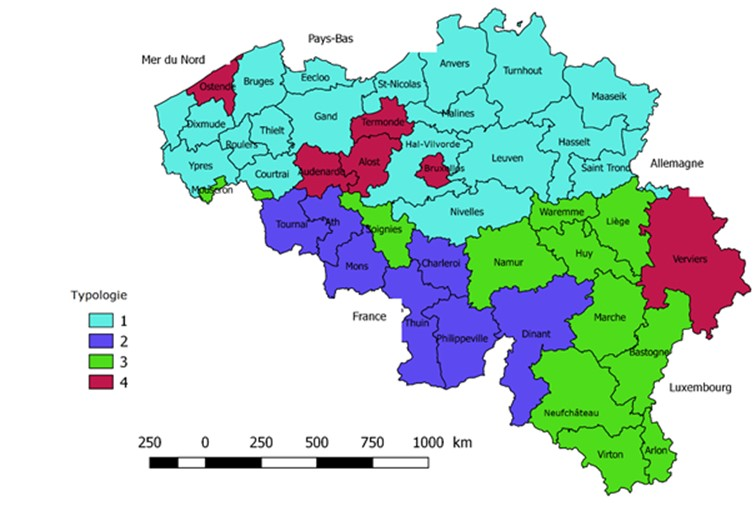 Pays-Bas
Mer du Nord
Anvers
Turnhout
Bruges
Eecloo
St-Nicolas
Ostende
Maaseik
Gand
Malines
Termonde
Dixmude
Thielt
Roulers
Hal-Vilvorde
Hasselt
Leuven
Ypres
Courtrai
Audenarde
Alost
Bruxelles
Saint Trond
Allemagne
Mouscron
Nivelles
Waremme
Liège
Tournai
Ath
Soignies
Huy
Verviers
Mons
Charleroi
Namur
Typologie
1
2
3
4
France
Thuin
Philippeville
Dinant
Marche
Bastogne
Luxembourg
Neufchâteau
Virton
Arlon
250 0 250 500 750 1000 km